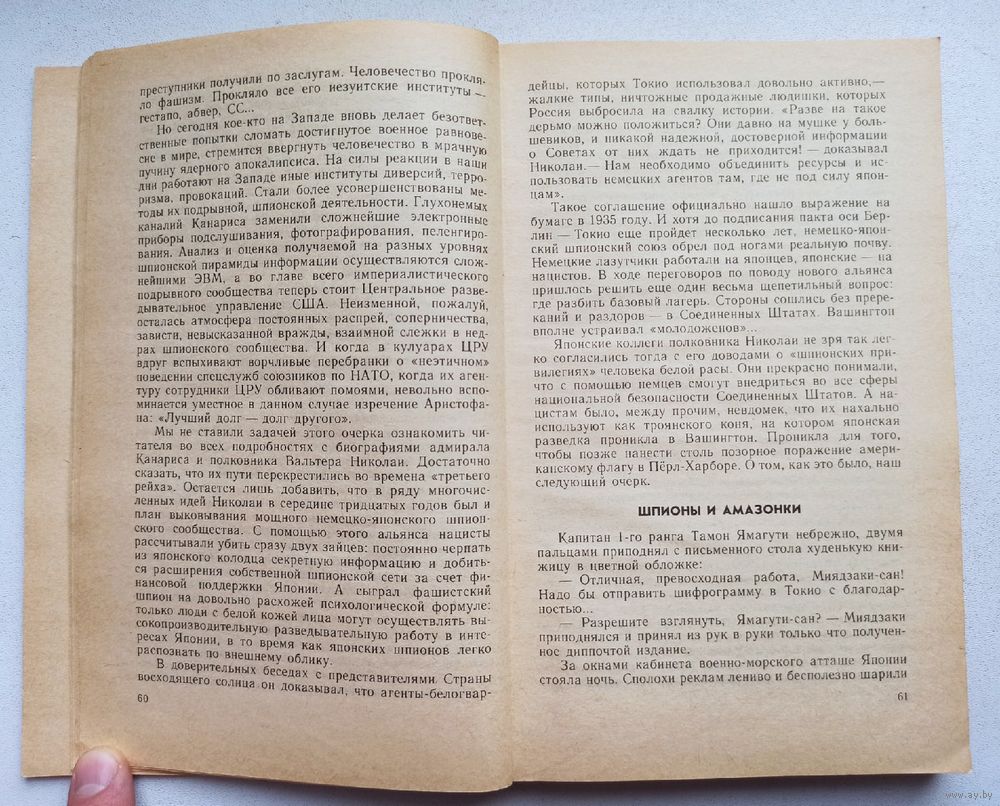 преступники получили по заслугам. Человечество прокля-
ло фашизм. Прокляло все его иезуитские институты —
гестапо, абвер, СС...
Но сегодня кое-кто на Западе вновь делает безответ-
ственные попытки сломать достигнутое военное равнове-
сие в мире, стремится ввергнуть человечество в мрачную
пучину ядерного апокалипсиса. На силы реакции в наши
дни работают на Западе иные институты диверсий, терро-
ризма, провокаций. Стали более усовершенствованы ме-
тоды их подрывной, шпионской деятельности. Глухонемых
каналий Канариса заменили сложнейшие электронные
приборы подслушивания, фотографирования, пеленгиро-
вания. Анализ и оценка получаемой на разных уровнях
шпионской пирамиды информации осуществляются слож-
нейшими ЭВМ, а во главе всего империалистического
подрывного сообщества теперь стоит Центральное разве-
дывательное управление США. Неизменной, пожалуй,
осталась атмосфера постоянных распрей, соперничества,
зависти, невысказанной вражды, взаимной слежки в нед-
рах шпионского сообщества. И когда в кулуарах ЦРУ
вдруг вспыхивают ворчливые перебранки о «неэтичном»
поведении спецслужб союзников по НАТО, когда их аген-
туру сотрудники ЦРУ обливают помоями, невольно вспо-
минается уместное в данном случае изречение Аристофа-
на: «Лучший долг — долг другого».
Мы не ставили задачей этого очерка ознакомить чи-
тателя во всех подробностях с биографиями адмирала
Канариса и полковника Вальтера Николаи. Достаточно
сказать, что их пути перекрестились во времена «третьего
рейха». Остается лишь добавить, что в ряду многочис-
ленных идей Николаи в середине тридцатых годов был и
план выковывания мощного немецко-японского шпион-
ского сообщества. С помощью этого альянса нацисты
рассчитывали убить сразу двух зайцев: постоянно черпать
из японского колодца секретную информацию и добить-
ся расширения собственной шпионской сети за счет фи-
нансовой поддержки Японии. А сыграл фашистский
шпион на довольно расхожей психологической формуле:
только люди с белой кожей лица могут осуществлять вы-
сокопроизводительную разведывательную работу в инте-
ресах Японии, в то время как японских шпионов легко
распознать по внешнему облику.
В доверительных беседах с представителями. Страны
восходящего солнца он доказывал, что агенты-белогвар-
60
дейцы, которых Токио использовал довольно активно,—
жалкие типы, ничтожные продажные людишки, которых
Россия выбросила на свалку истории. «Разве на такое
дерьмо можно положиться? Они давно на мушке у боль-
шевиков, и никакой надежной, достоверной информации
о Советах от них ждать не приходится! — доказывал
Николаи.— Нам необходимо объединить ресурсы и ис-
пользовать немецких агентов там, где не под силу япон-
цам».
Такое соглашение официально нашло выражение на
бумаге в 1935 году. И хотя до подписания пакта оси Бер-
лин — Токио еще пройдет несколько лет, немецко-япон-
ский шпионский союз обрел под ногами реальную почву.
Немецкие лазутчики работали на японцев, японские — на
нацистов. В ходе переговоров по поводу нового альянса
пришлось решить еще один весьма щепетильный вопрос:
где разбить базовый лагерь. Стороны сошлись без прере-
каний и раздоров — в Соединенных Штатах. Вашингтон
вполне устраивал «молодоженов»...
Японские коллеги полковника Николаи не зря так лег-
ко согласились тогда с его доводами о «шпионских при-
вилегиях» человека белой расы. Они прекрасно понимали,
что с помощью немцев смогут внедриться во все сферы
национальной безопасности Соединенных Штатов. А на-
цистам было, между прочим, невдомек, что их нахально
используют как троянского коня, на котором японская
разведка проникла в Вашингтон. Проникла для того,
чтобы позже нанести столь позорное поражение амери-
канскому флагу в Пёрл-Харборе. О том, как это было, наш
следующий очерк.
ШПИОНЫ И АМАЗОНКИ
Капитан 1-го ранга Тамон Ямагути небрежно, двумя
пальцами приподнял с письменного стола худенькую кни-
жицу в цветной обложке:
— Отличная, превосходная работа, Миядзаки-сан!
Надо бы отправить шифрограмму в Токио с благодар-
ностью...
— Разрешите взглянуть, Ямагути-сан? — Миядзаки
приподнялся и принял из рук в руки только что получен-
ное диппочтой издание.
За окнами кабинета военно-морского атташе Японии
стояла ночь. Сполохи реклам лениво и бесполезно шарили
61
www.ay.by